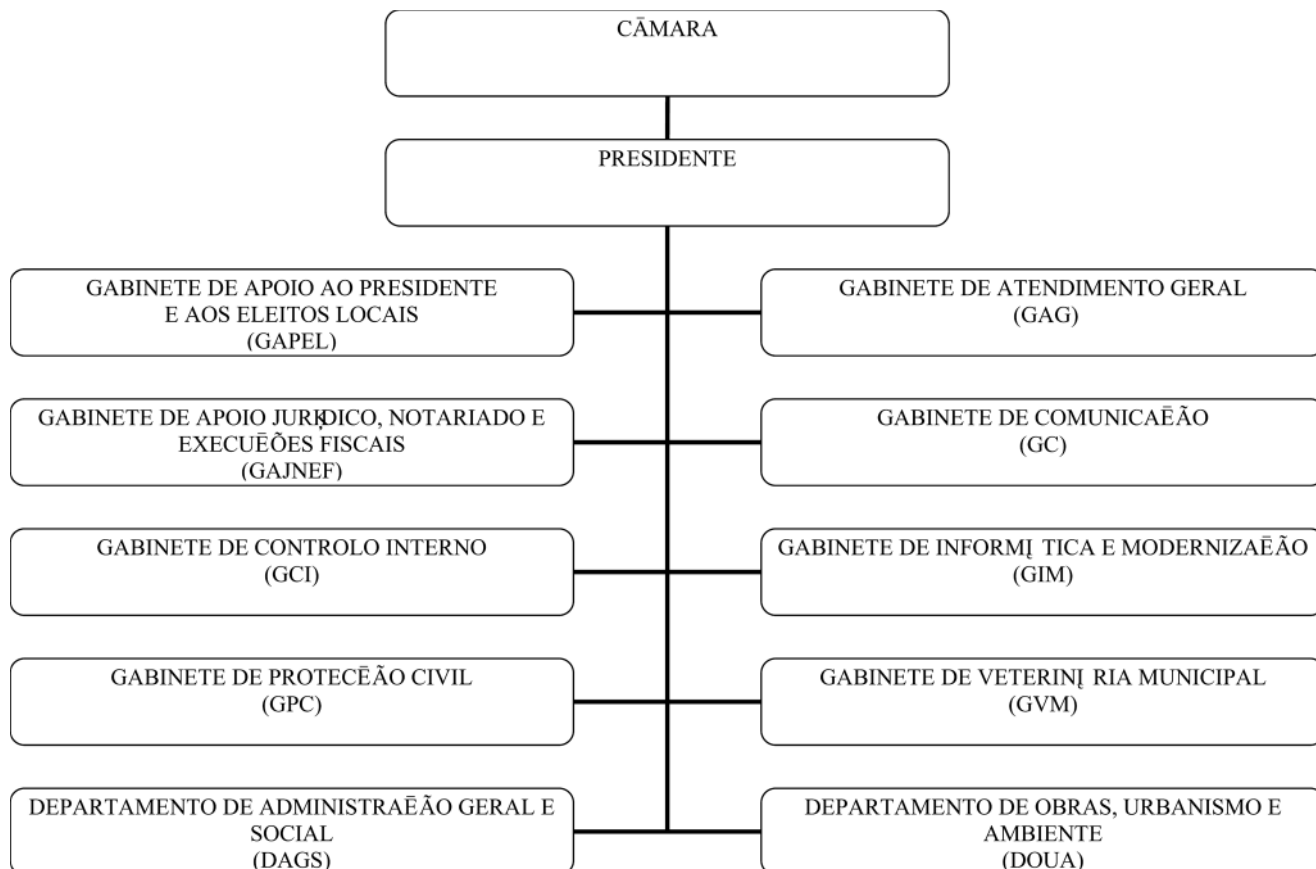 CĀMARA
PRESIDENTE
GABINETE DE APOIO AO PRESIDENTE
E AOS ELEITOS LOCAIS
(GAPEL)
GABINETE DE ATENDIMENTO GERAL
(GAG)
GABINETE DE APOIO JURĮDICO, NOTARIADO E
EXECUĒÕES FISCAIS
(GAJNEF)
GABINETE DE COMUNICAĒÃO
(GC)
GABINETE DE CONTROLO INTERNO
(GCI)
GABINETE DE INFORMĮ TICA E MODERNIZAĒÃO
(GIM)
GABINETE DE PROTECĒÃO CIVIL
(GPC)
GABINETE DE VETERINĮ RIA MUNICIPAL
(GVM)
DEPARTAMENTO DE ADMINISTRAĒÃO GERAL E
SOCIAL
(DAGS)
DEPARTAMENTO DE OBRAS, URBANISMO E
AMBIENTE
(DOUA)